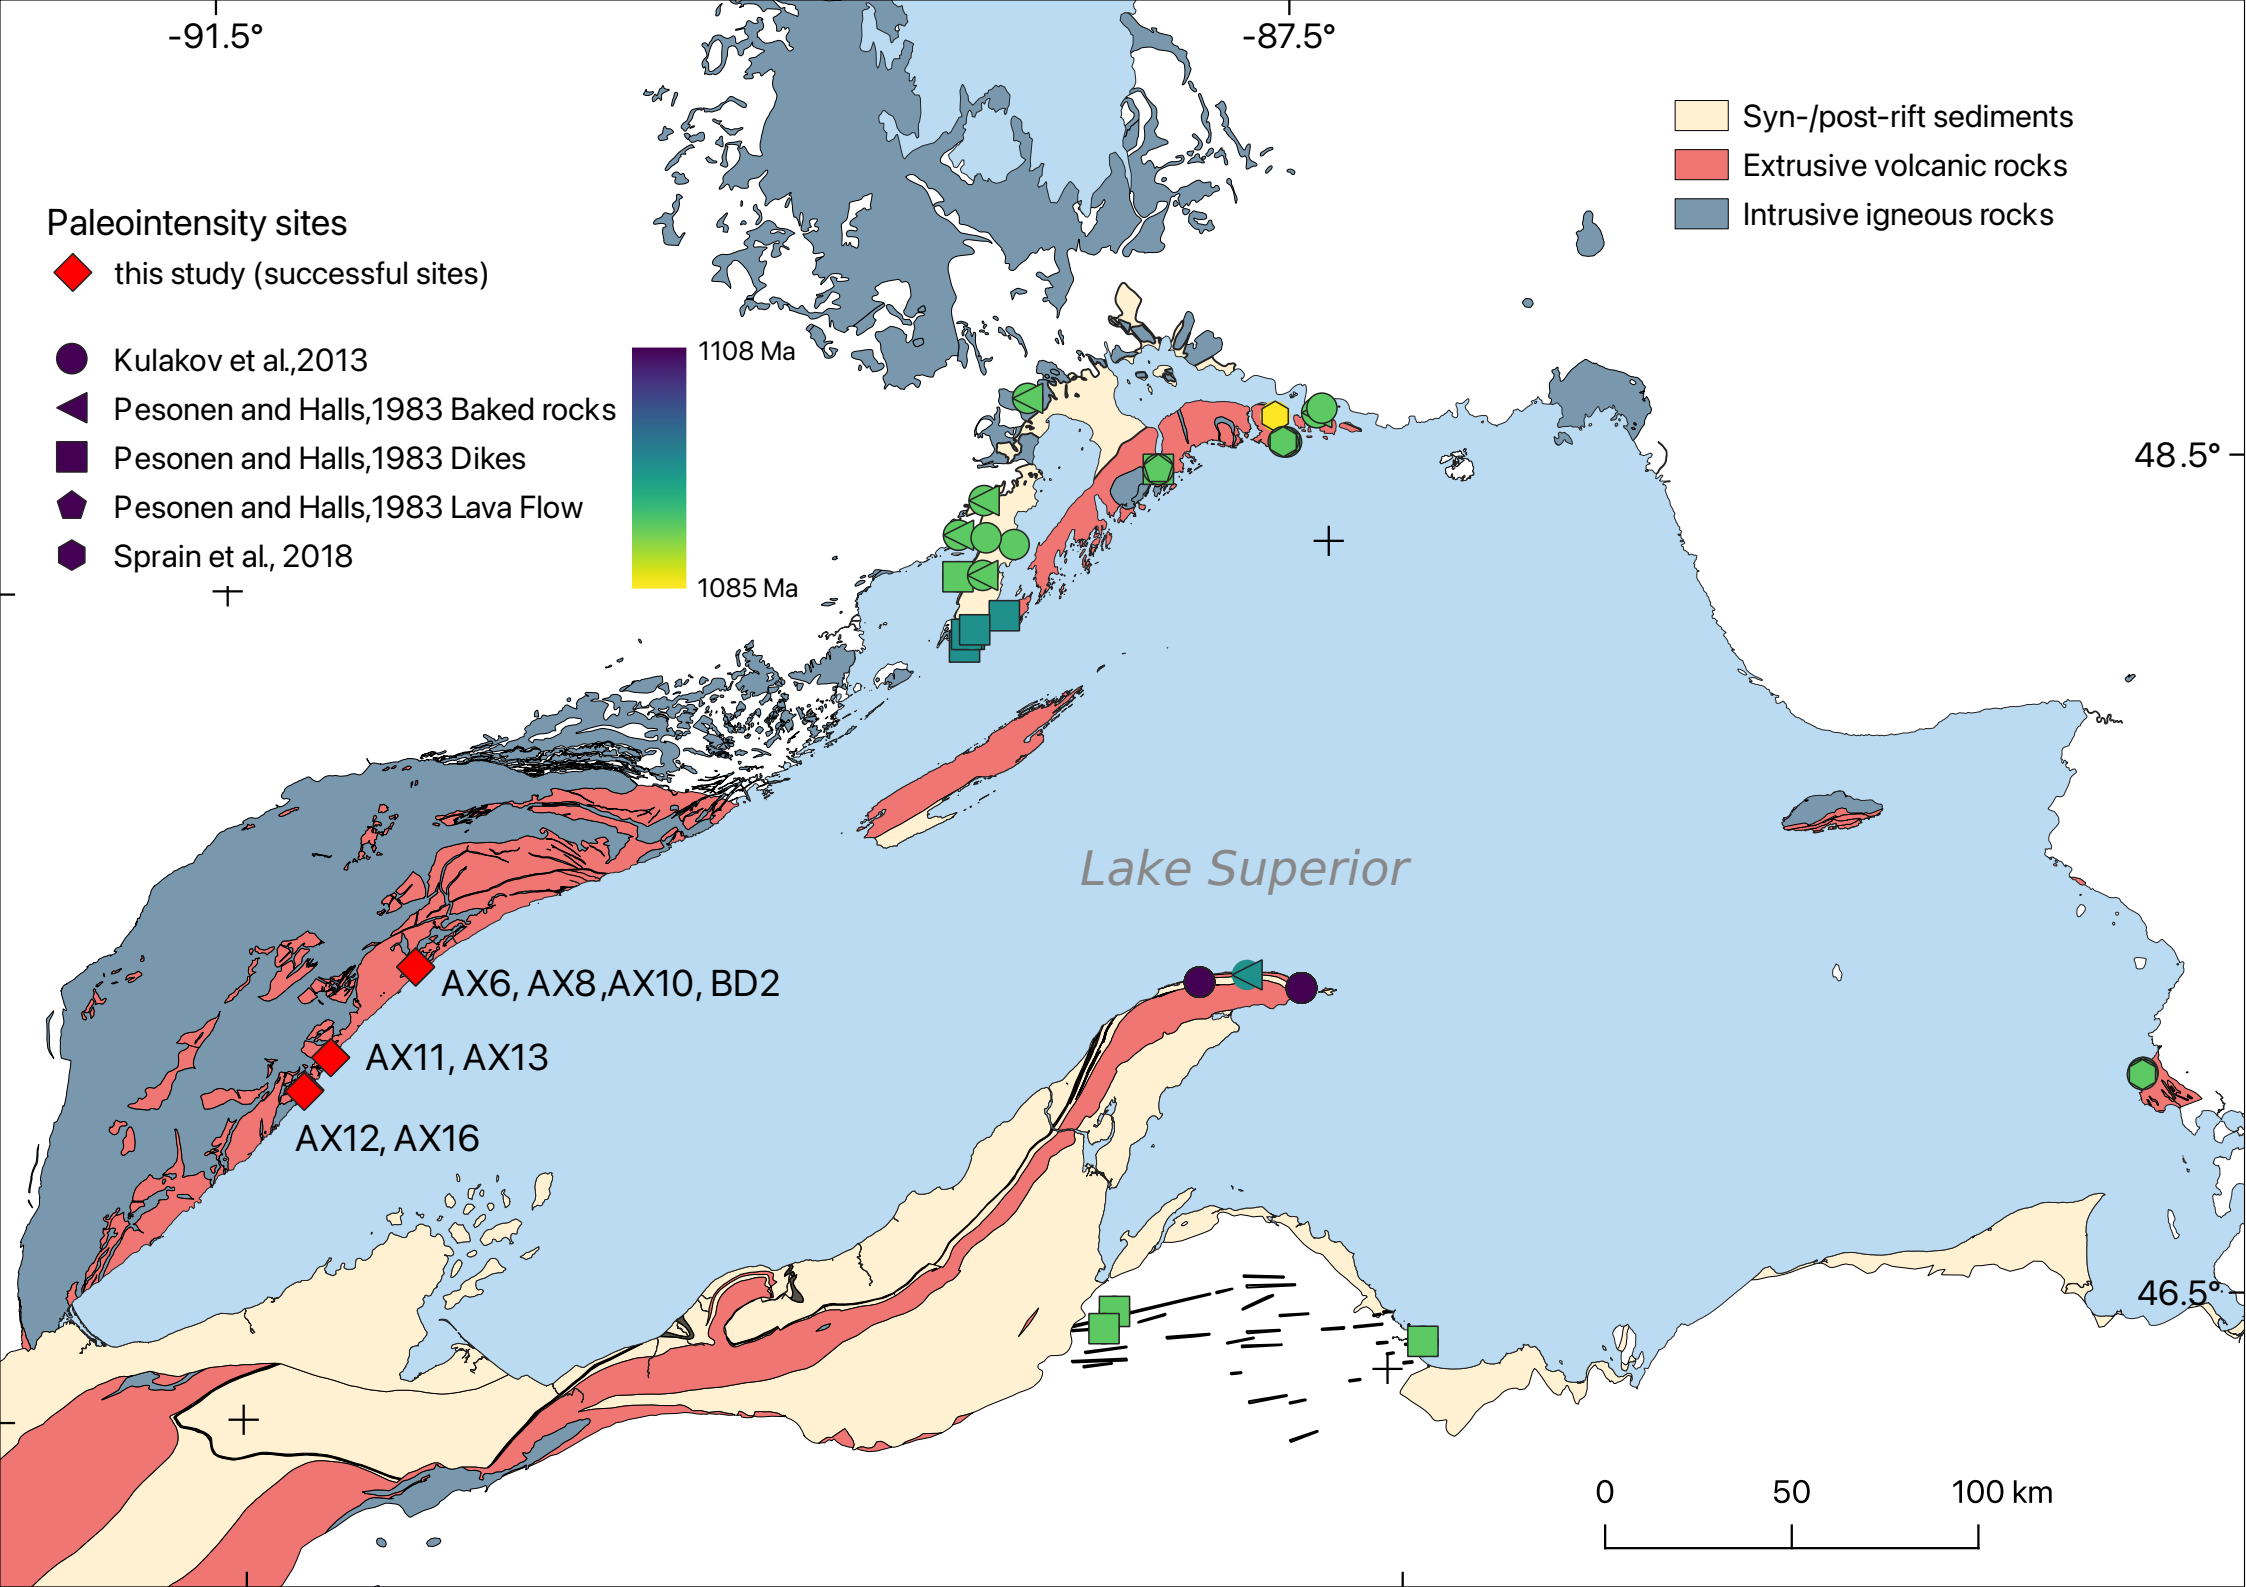 -91.5°
-87.5°
Syn-/post-rift sediments
Extrusive volcanic rocks
Intrusive igneous rocks
Paleointensity sites
this study (successful sites)
Kulakov et al.,2013
Pesonen and Halls,1983 Baked rocks
Pesonen and Halls,1983 Dikes
Pesonen and Halls,1983 Lava Flow
Sprain et al., 2018
1108 Ma
1085 Ma
48.5°
Lake Superior
AX6, AX8,AX10, BD2
AX11, AX13
AX12, AX16
46.5°
0 50 100 km